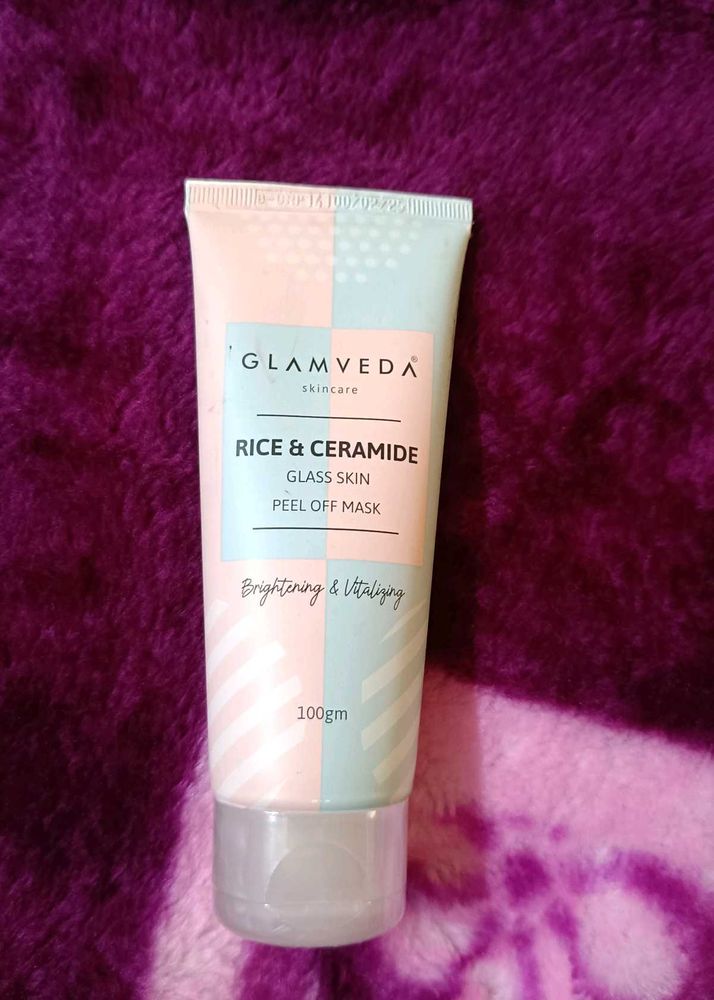 GLAMVEDA®
skincare
RICE & CERAMIDE
GLASS SKIN
PEEL OFF MASK
Brightening & Vitalizing
100gm